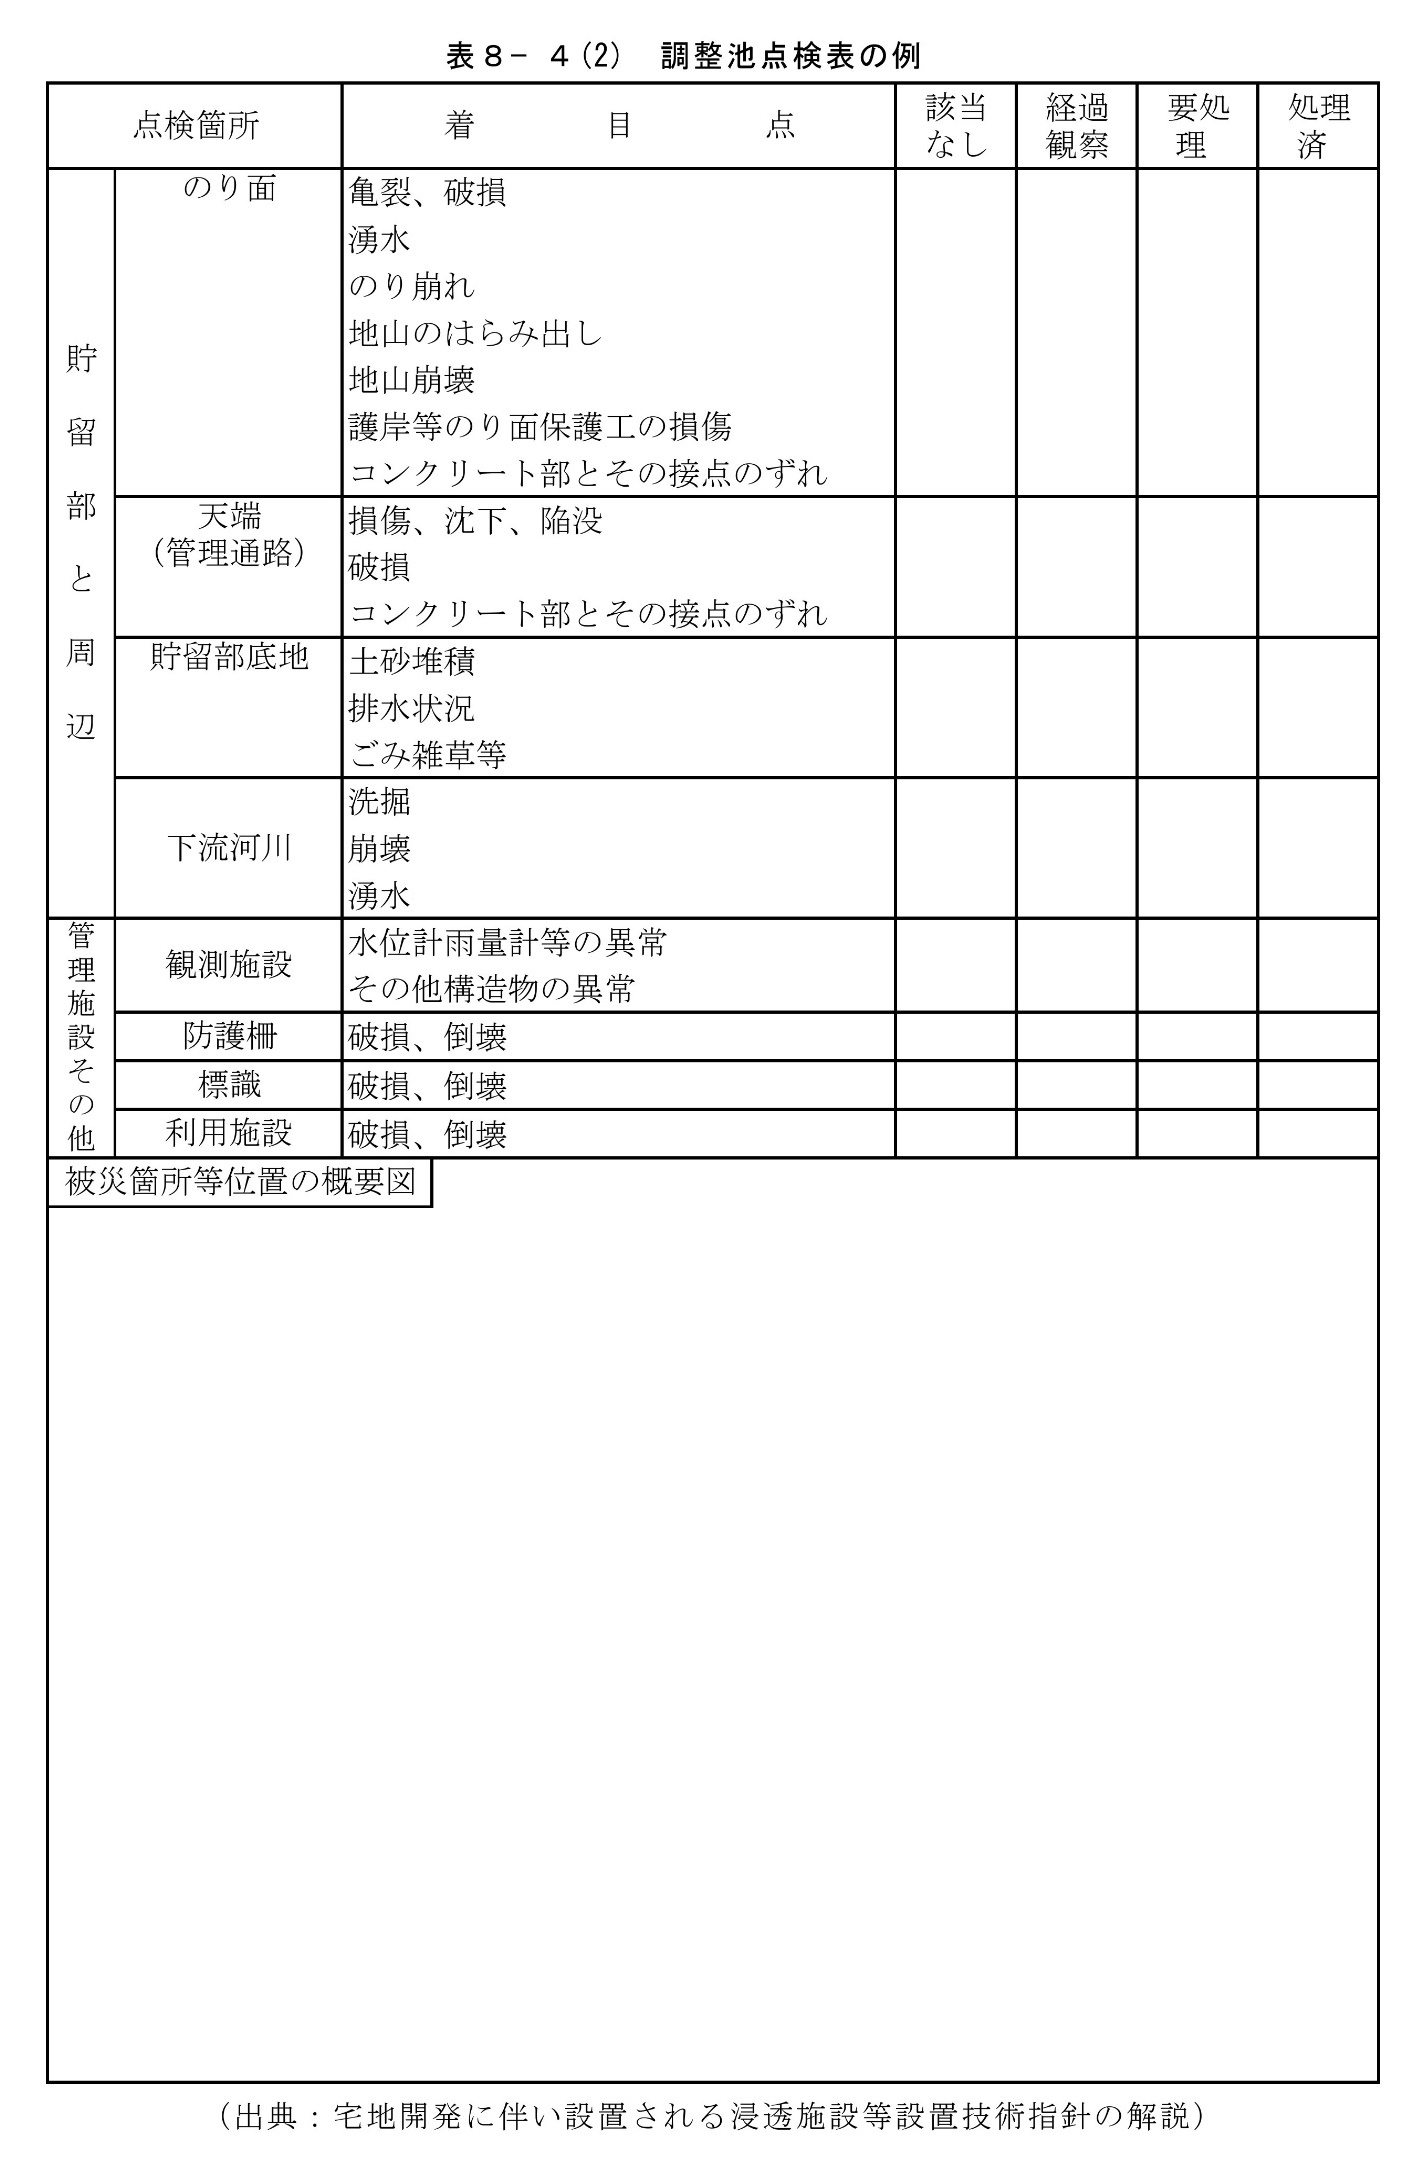 表８－ ４(2)　調整池点検表の例
点検箇所
着　目　点
該当
なし
経過
観察
要処
理
処理
済
貯留部と周辺
のり面
亀裂、破損
湧水
のり崩れ
地山のはらみ出し
地山崩壊
護岸等のり面保護工の損傷
コンクリート部とその接点のずれ
天端
（管理通路）
損傷、沈下、陥没
破損
コンクリート部とその接点のずれ
貯留部底地
土砂堆積
排水状況
ごみ雑草等
下流河川
洗掘
崩壊
湧水
管理施設その他
観測施設
水位計雨量計等の異常
その他構造物の異常
防護柵
破損、倒壊
標識
破損、倒壊
利用施設
破損、倒壊
被災箇所等位置の概要図
（出典：宅地開発に伴い設置される浸透施設等設置技術指針の解説）